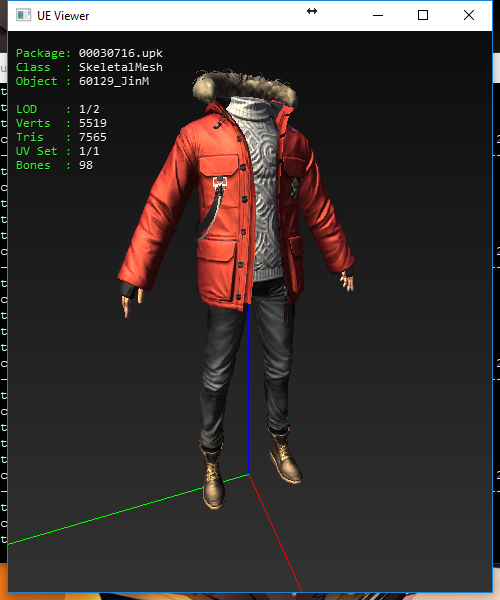 UE Viewer
Package: 00030716.upk
Class : SkeletalMesh
Object : 60129_JinM
LOD : 1/2
Verts : 5519
Tris : 7565
UV Set : 1/1
Bones : 98